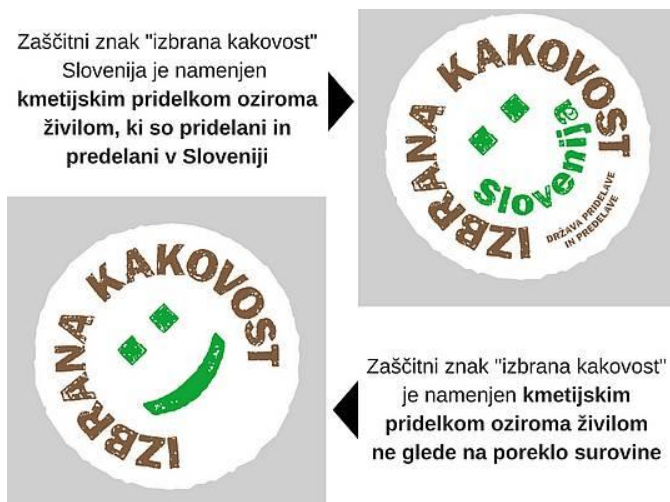 Zaščitni znak "izbrana kakovost"
Slovenija je namenjen
kmetijskim pridelkom oziroma
živilom, ki so pridelani in
predelani v Sloveniji
IZBRANA KAKOVOST
Slovenija
DRŽAVA PRIDELAVE
IN PREDELAVE
IZBRANA KAKOVOST
Zaščitni znak "izbrana kakovost"
je namenjen kmetijskim
pridelkom oziroma živilom
ne glede na poreklo surovine